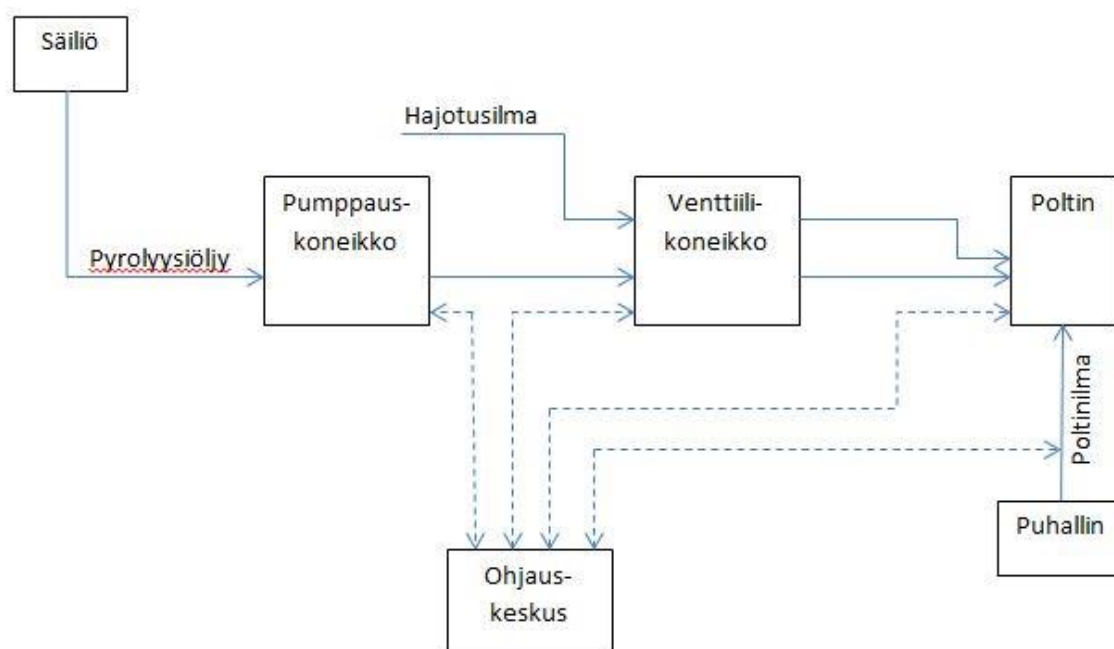 Säiliö
Hajotusilma
Pumppaus-
koneikko
Venttiili-
koneikko
Poltin
Pyrolyysiöljy
Poltinilma
Puhallin
Ohjaus-
keskus